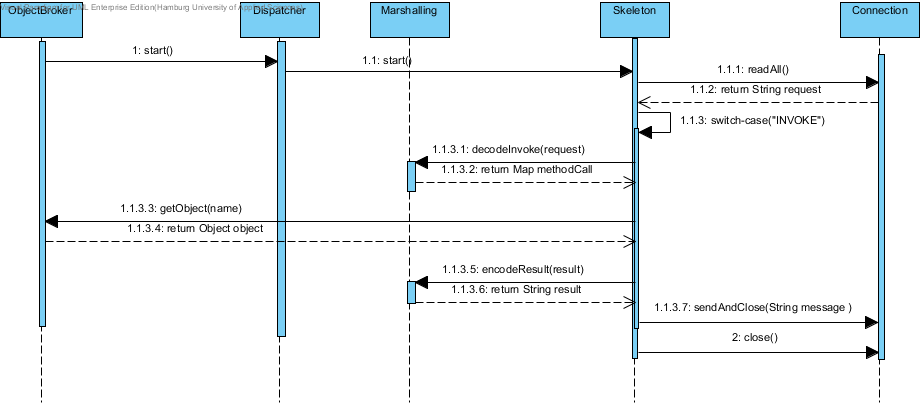 UML Enterprise Edition(Hamburg University of Applied
ObjectBroker
Dispatcher
Marshalling
Skeleton
Connection
1: start()
1.1: start()
1.1.1: readAll()
1.1.2: return String request
1.1.3: switch-case("INVOKE")
1.1.3.1: decodeInvoke(request)
1.1.3.2: return Map methodCall
1.1.3.3: getObject(name)
1.1.3.4: return Object object
1.1.3.5: encodeResult(result)
1.1.3.6: return String result
1.1.3.7: sendAndClose(String message )
2: close()